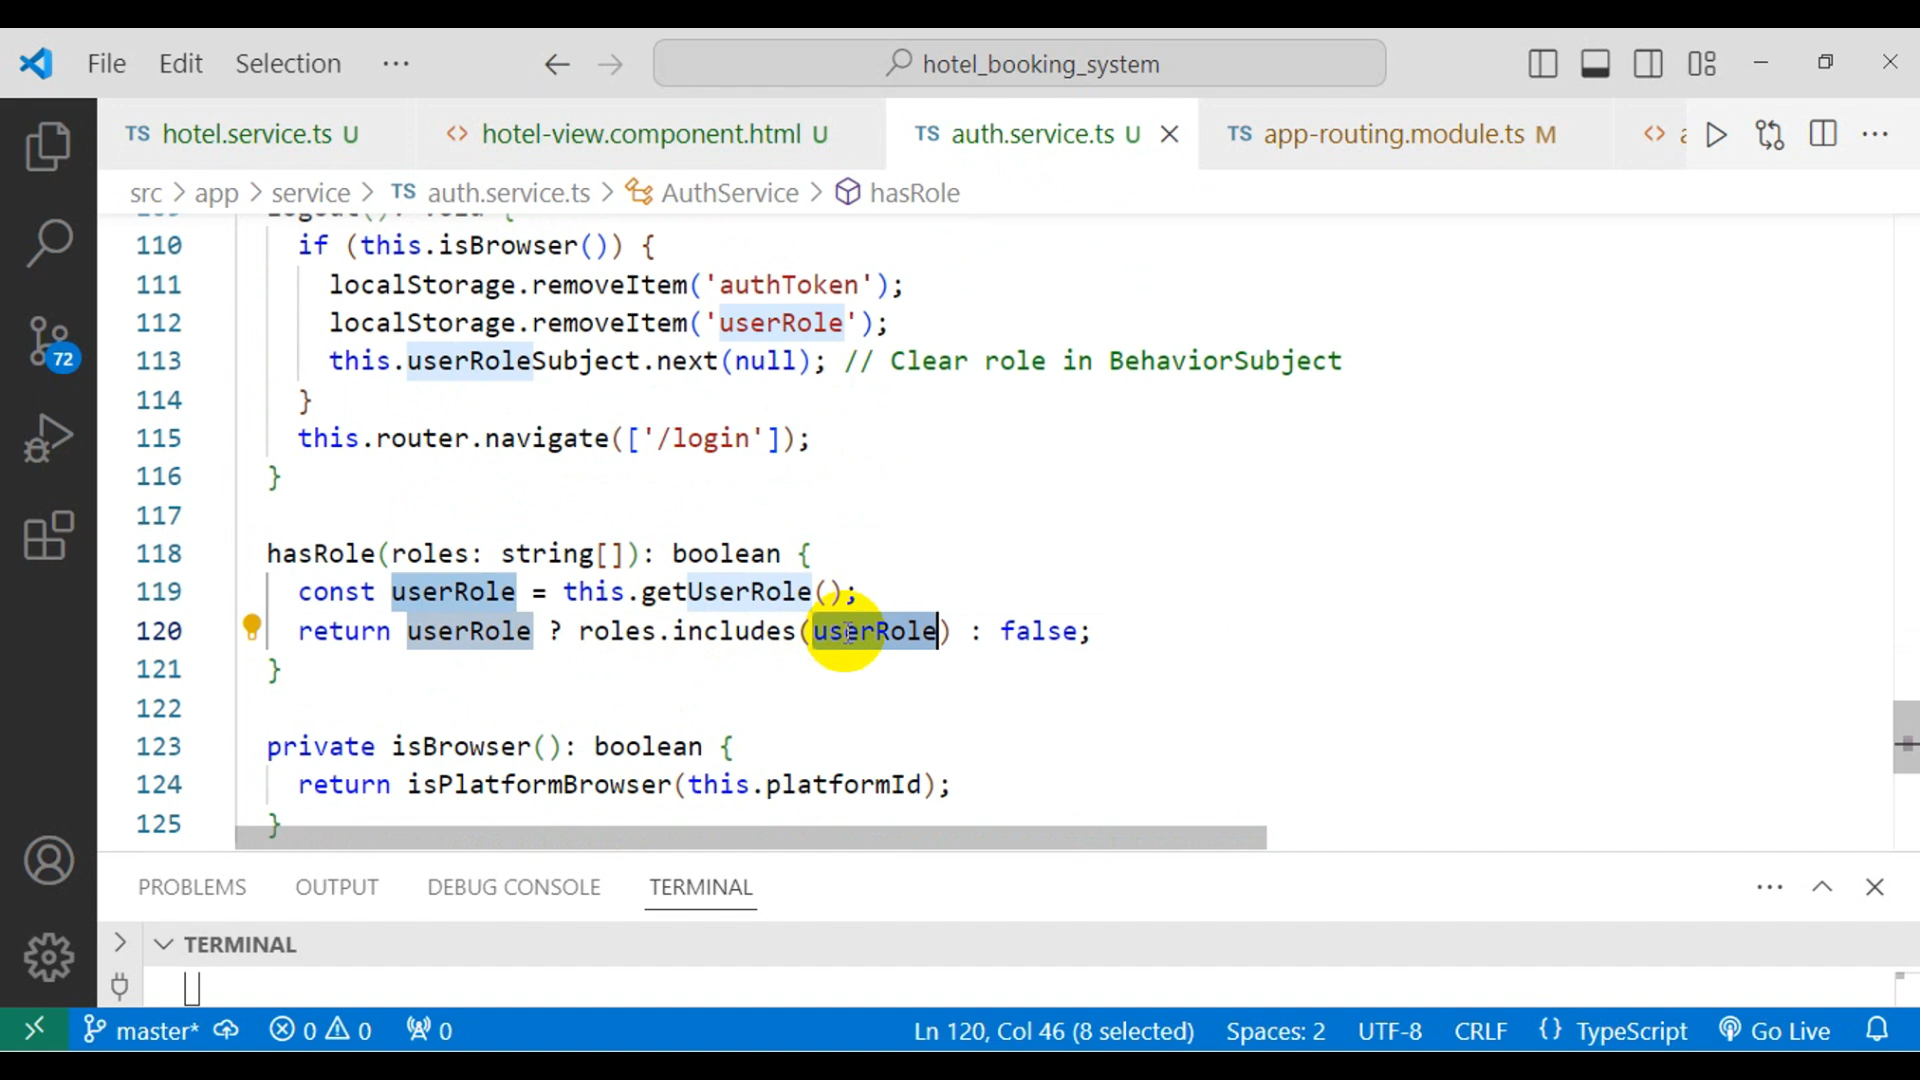 File Edit Selection ··· hotel_booking_system
TS hotel.service.ts U <> hotel-view.component.html U TS auth.service.ts U TS app-routing.module.ts M <> a
src > app > service > TS auth.service.ts > AuthService > hasRole
109 logout(): void {
110 if (this.isBrowser()) {
111 localStorage.removeItem('authToken');
112 localStorage.removeItem('userRole');
113 this.userRoleSubject.next(null); // Clear role in BehaviorSubject
114 }
115 this.router.navigate(['/login']);
116 }
117
118 hasRole(roles: string[]): boolean {
119 const userRole = this.getUserRole();
120 return userRole ? roles.includes(userRole) : false;
121 }
122
123 private isBrowser(): boolean {
124 return isPlatformBrowser(this.platformId);
125 }
72
PROBLEMS OUTPUT DEBUG CONSOLE TERMINAL
TERMINAL
master* 0 0 0 Ln 120, Col 46 (8 selected) Spaces: 2 UTF-8 CRLF {} TypeScript Go Live